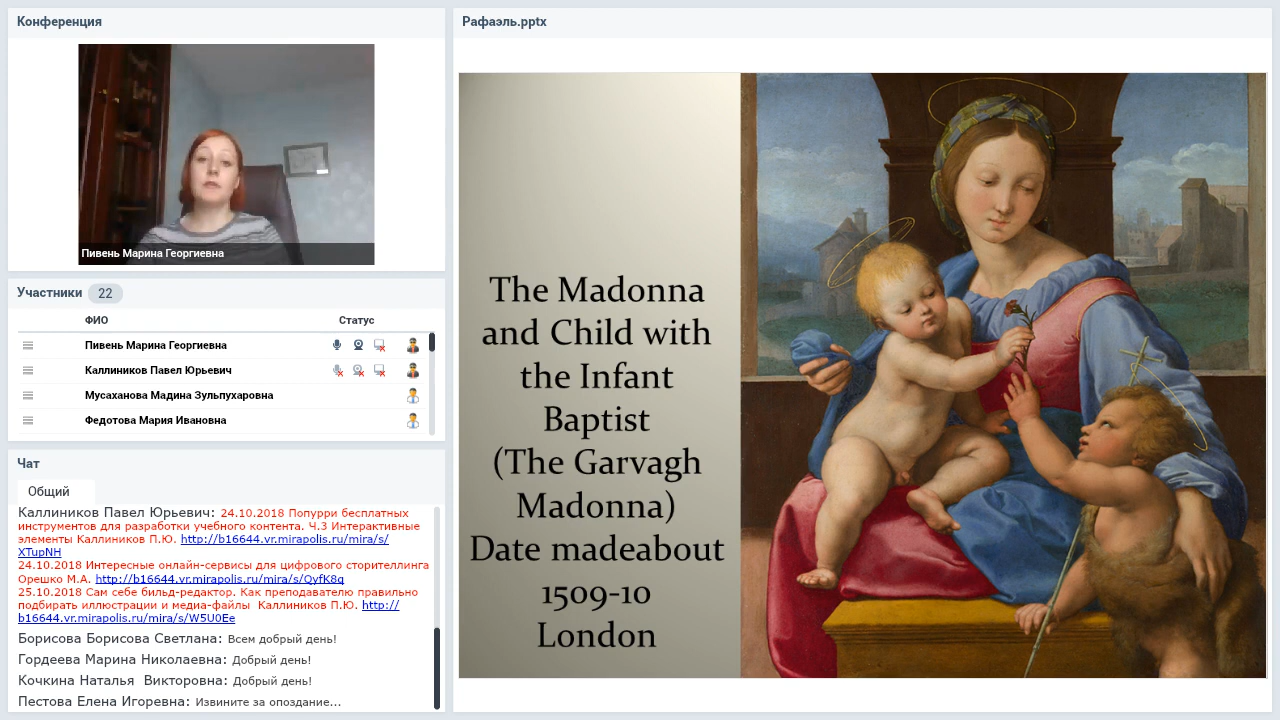 Конференция
Пивень Марина Георгиевна
Участники 22
ФИО Статус
Пивень Марина Георгиевна
Каллиников Павел Юрьевич
Мусаханова Мадина Зульпухаровна
Федотова Мария Ивановна
Чат
Общий
Каллиников Павел Юрьевич: 24.10.2018 Попурри бесплатных
инструментов для разработки учебного контента. Ч.3 Интерактивные
элементы Каллиников П.Ю. http://b16644.vr.mirapolis.ru/mira/s/
XTupNH
24.10.2018 Интересные онлайн-сервисы для цифрового сторителлинга
Орешко М.А. http://b16644.vr.mirapolis.ru/mira/s/QyfK8q
25.10.2018 Сам себе бильд-редактор. Как преподавателю правильно
подбирать иллюстрации и медиа-файлы Каллиников П.Ю. http://
b16644.vr.mirapolis.ru/mira/s/W5U0Ee
Борисова Борисова Светлана: Всем добрый день!
Гордеева Марина Николаевна: Добрый день!
Кочкина Наталья Викторовна: Добрый день!
Пестова Елена Игоревна: Извините за опоздание...
Рафаэль.pptx
The Madonna
and Child with
the Infant
Baptist
(The Garvagh
Madonna)
Date madeabout
1509-10
London